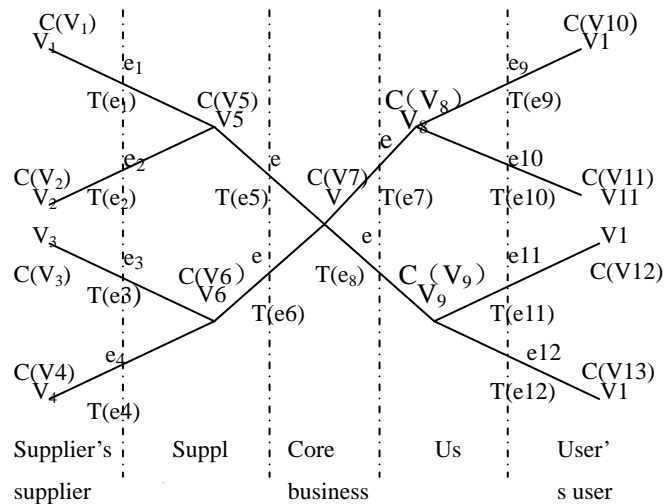 C(V₁)
V₁
e₁
T(e₁)
C(V5)
V5
e₂
C(V₂)
V₂
T(e₂)
V₃
C(V₃)
e₃
T(e3)
C(V6)
V6
C(V4)
V₄
e₄
T(e4)
e
T(e5)
e
T(e6)
C(V7)
V
e
T(e7)
e
T(e₈)
C（V₈)
V₈
C （V₉)
V₉
e₉
T(e9)
C(V10)
V1
e10
T(e10)
C(V11)
V11
e11
T(e11)
V1
C(V12)
e12
T(e12)
C(V13)
V1
Supplier's
supplier
Suppl
Core
business
Us
User'
s user